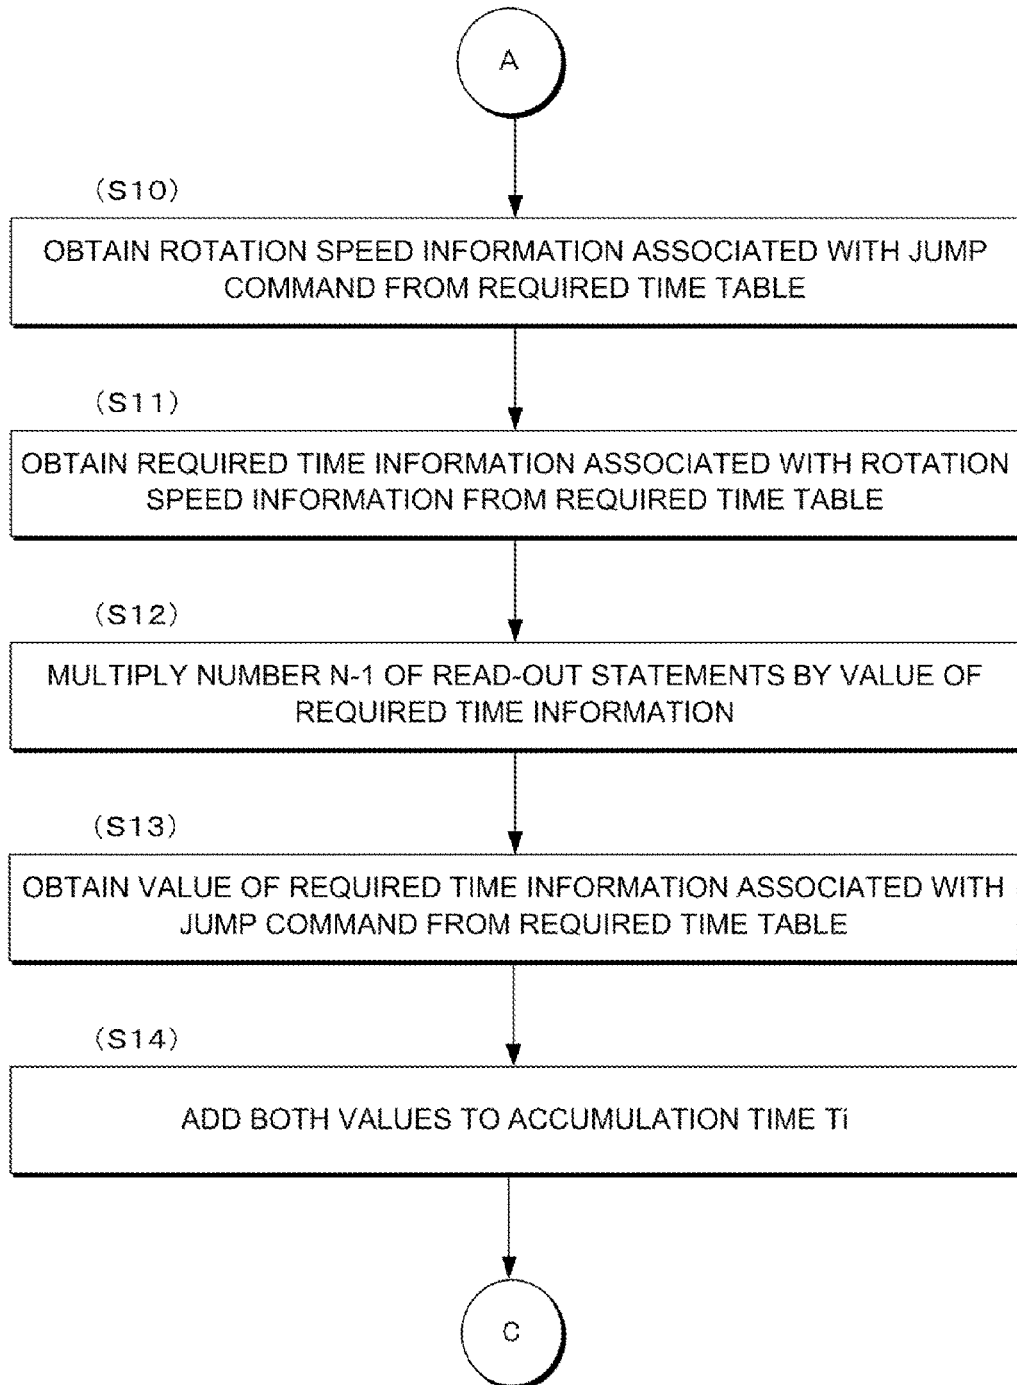 A
(S10)
OBTAIN ROTATION SPEED INFORMATION ASSOCIATED WITH JUMP
COMMAND FROM REQUIRED TIME TABLE
(S11)
OBTAIN REQUIRED TIME INFORMATION ASSOCIATED WITH ROTATION
SPEED INFORMATION FROM REQUIRED TIME TABLE
(S12)
MULTIPLY NUMBER N-1 OF READ-OUT STATEMENTS BY VALUE OF
REQUIRED TIME INFORMATION
(S13)
OBTAIN VALUE OF REQUIRED TIME INFORMATION ASSOCIATED WITH
JUMP COMMAND FROM REQUIRED TIME TABLE
(S14)
ADD BOTH VALUES TO ACCUMULATION TIME Ti
C